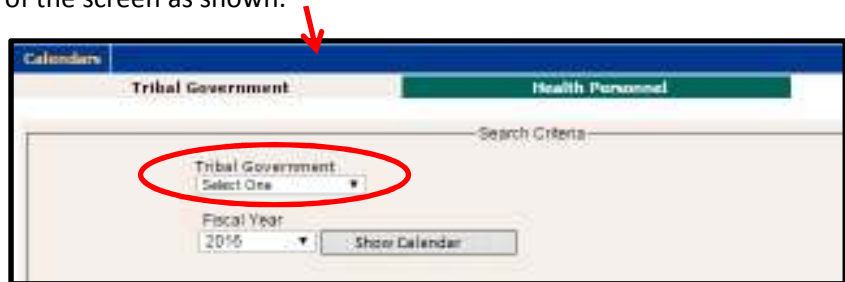 of the screen as shown.
Calendars
Tribal Government Health Personnel
Search Criteria
Tribal Government
Select One
Fiscal Year
2016 Show Calendar